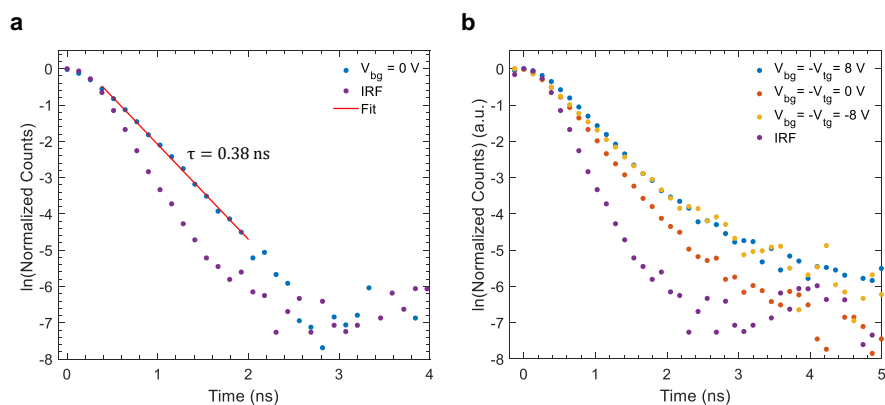 a
V_bg = 0 V
IRF
Fit
τ = 0.38 ns
0
-1
-2
-3
-4
-5
-6
-7
-8
ln(Normalized Counts)
0
1
2
3
4
Time (ns)
b
V_bg = -V_tg = 8 V
V_bg = -V_tg = 0 V
V_bg = -V_tg = -8 V
IRF
0
-1
-2
-3
-4
-5
-6
-7
-8
ln(Normalized Counts) (a.u.)
0
1
2
3
4
5
Time (ns)